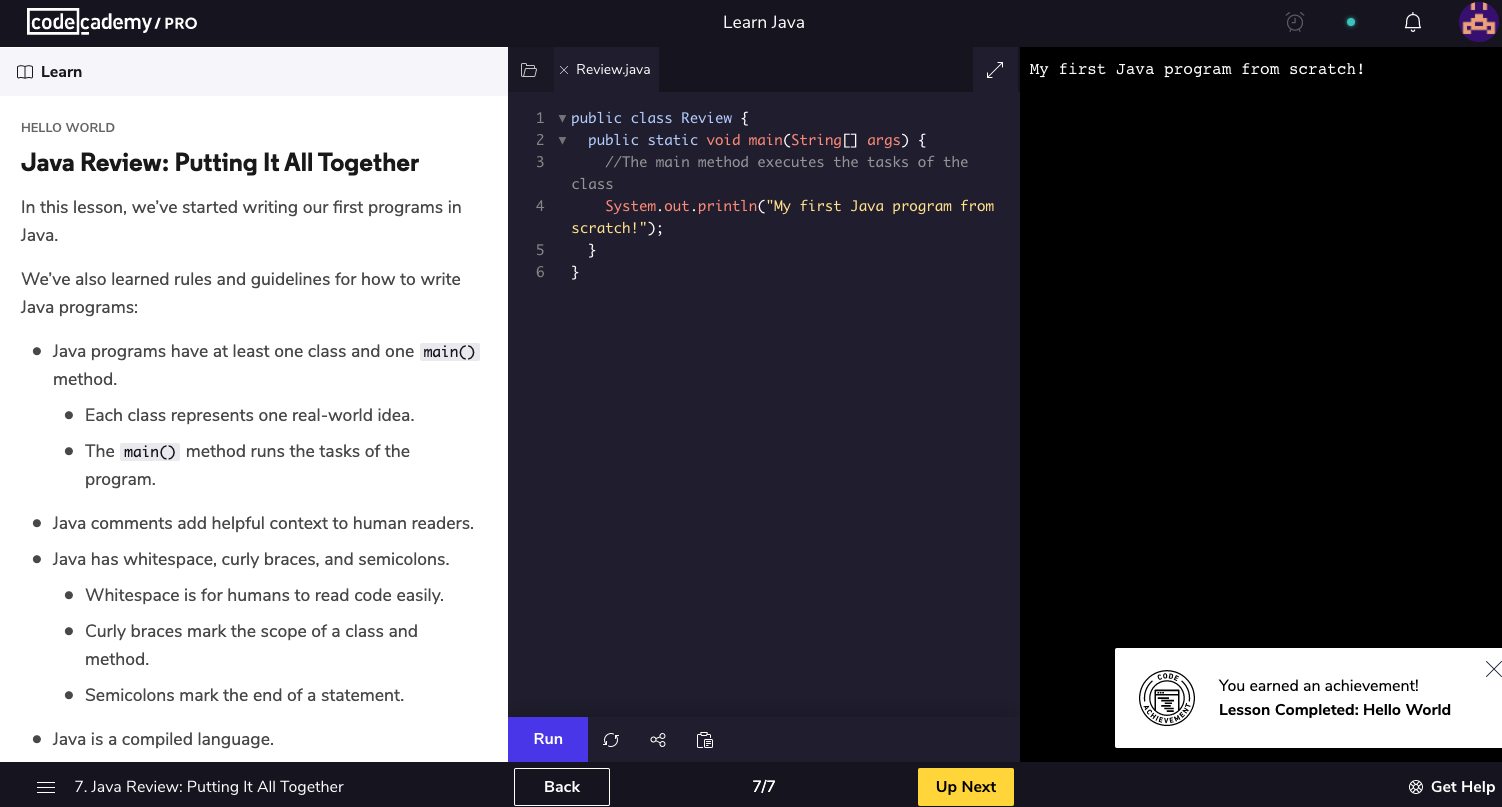 codecademy/PRO
Learn Java
Learn
HELLO WORLD
Java Review: Putting It All Together
In this lesson, we’ve started writing our first programs in
Java.
We’ve also learned rules and guidelines for how to write
Java programs:
Java programs have at least one class and one main()
method.
Each class represents one real-world idea.
The main() method runs the tasks of the
program.
Java comments add helpful context to human readers.
Java has whitespace, curly braces, and semicolons.
Whitespace is for humans to read code easily.
Curly braces mark the scope of a class and
method.
Semicolons mark the end of a statement.
Java is a compiled language.
Review.java
1 public class Review {
2 public static void main(String[] args) {
3 //The main method executes the tasks of the
class
4 System.out.println("My first Java program from
scratch!");
5 }
6 }
Run
My first Java program from scratch!
CODE
ACHIEVEMENT
You earned an achievement!
Lesson Completed: Hello World
7. Java Review: Putting It All Together
Back
7/7
Up Next
Get Help